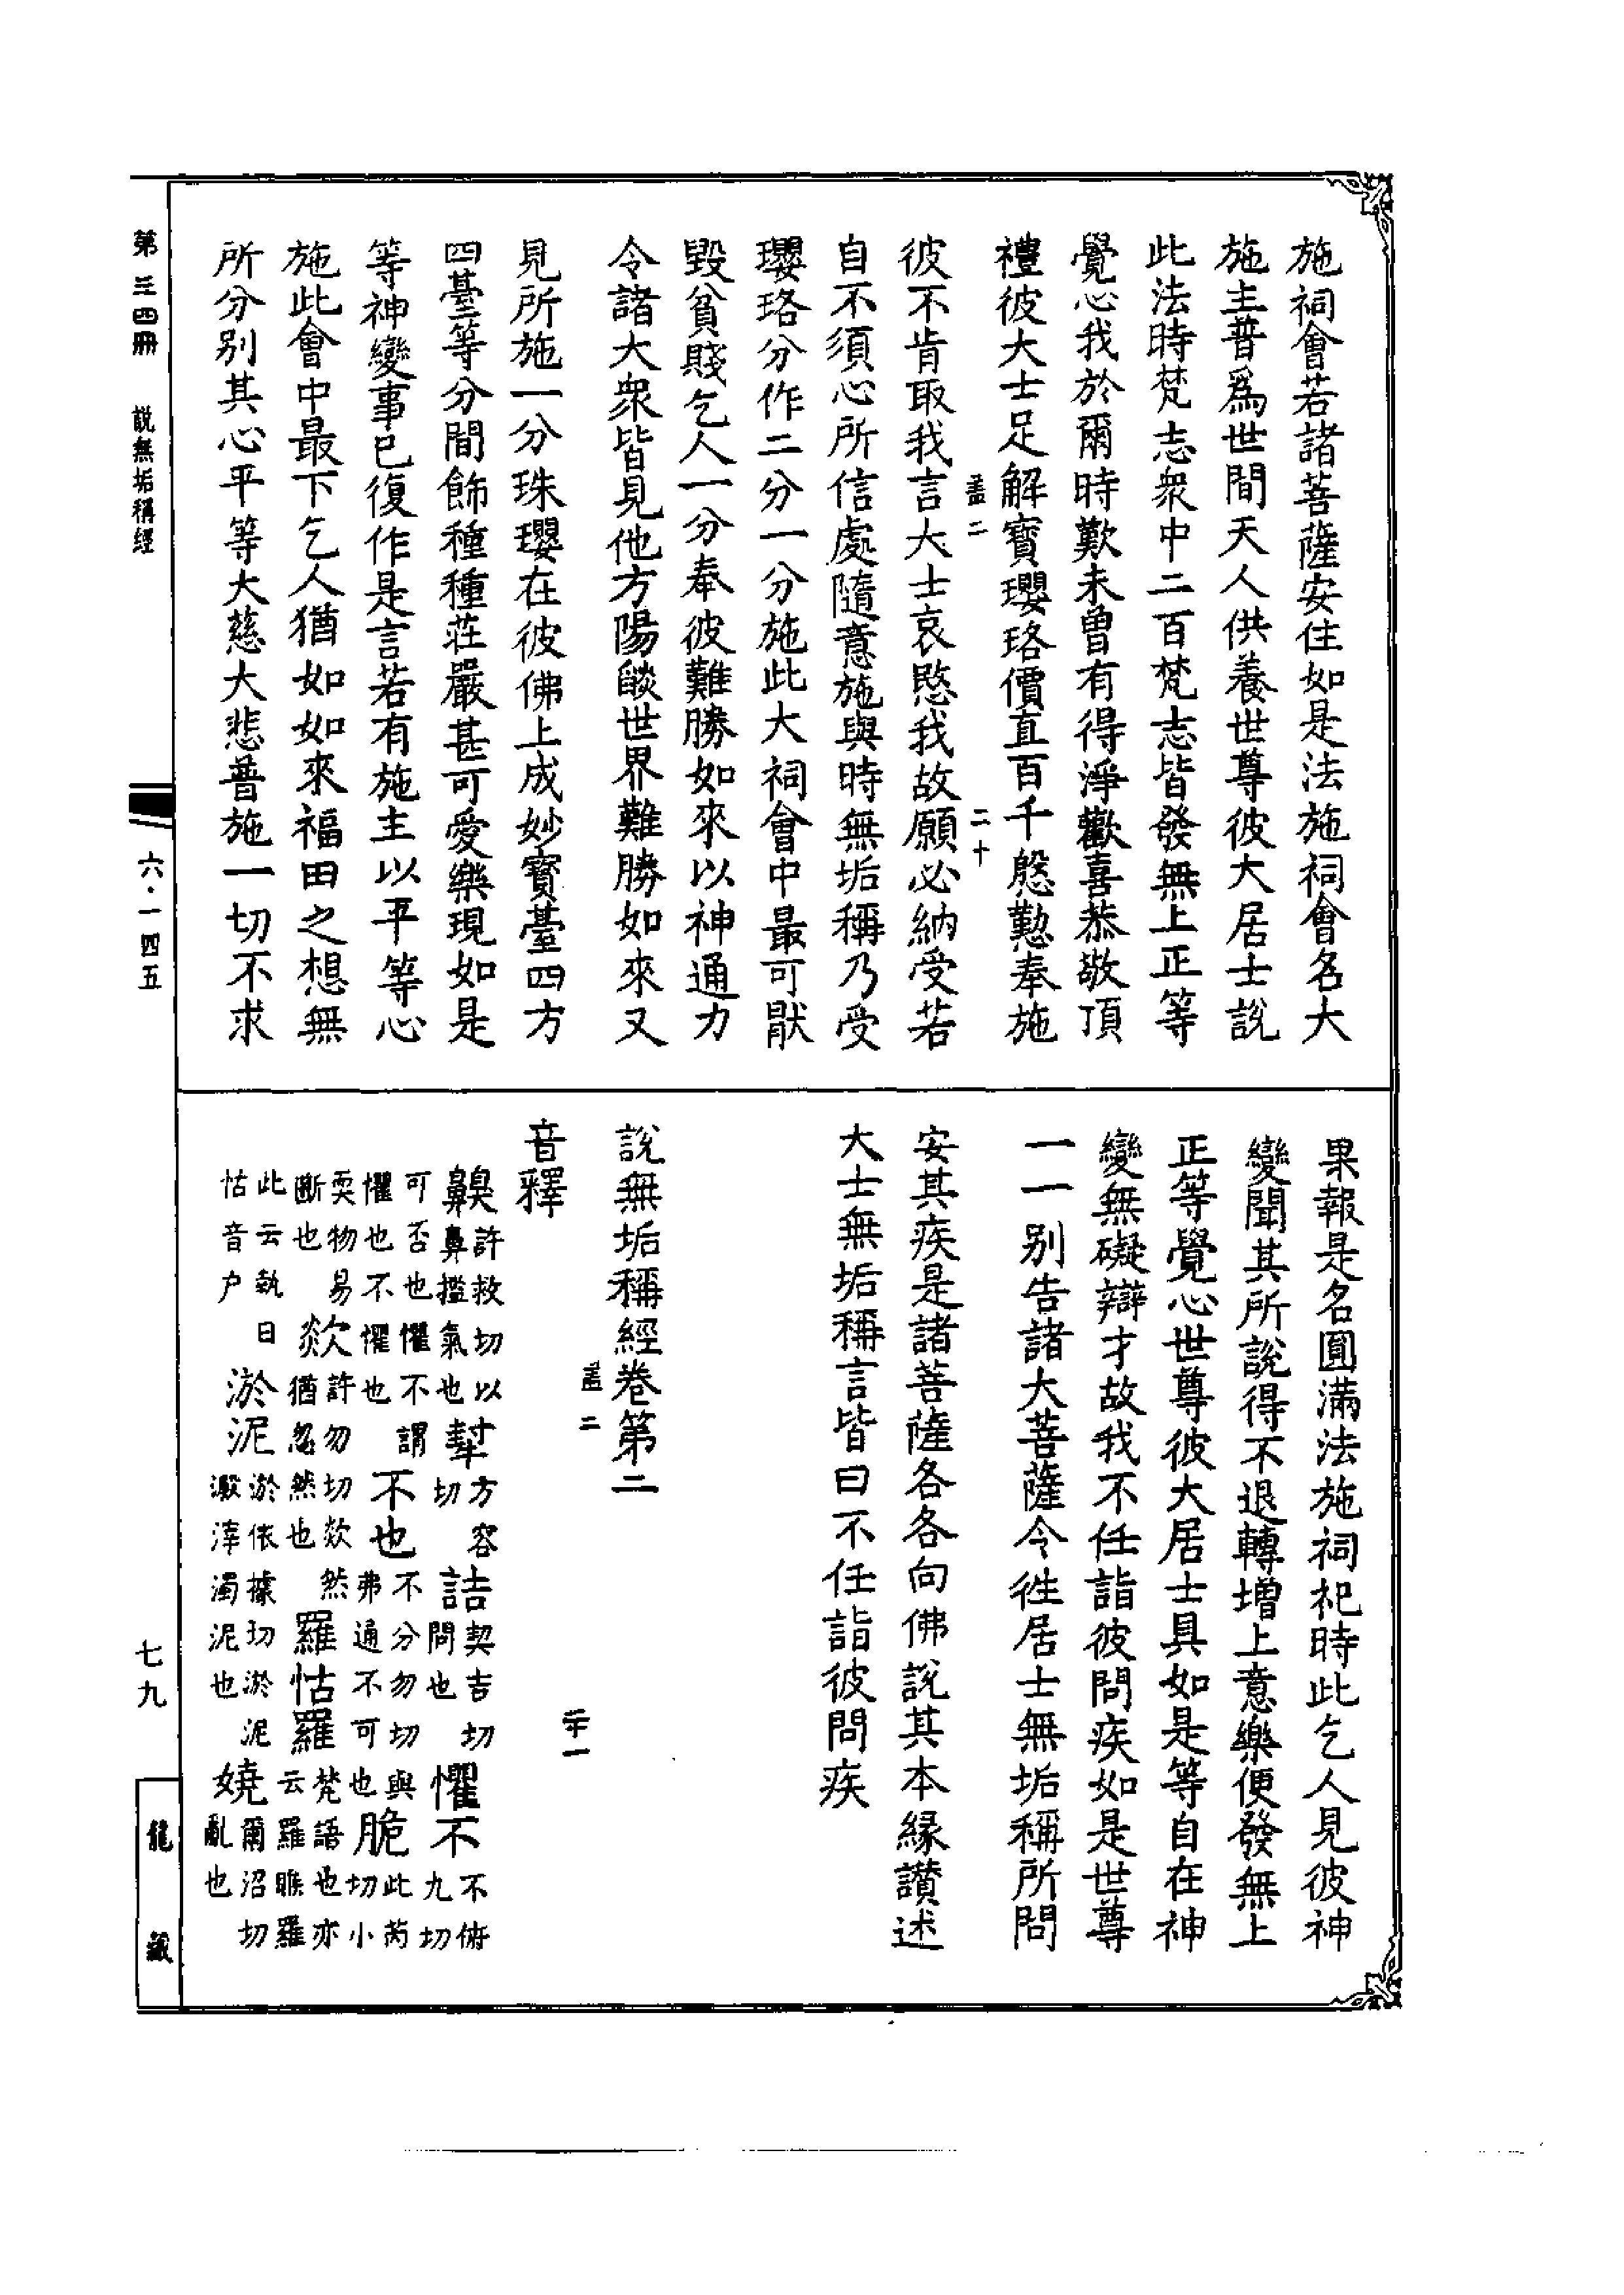 施祠會若諸菩薩安住如是法施祠會名大
施主普爲世間天人供養世尊彼大居士說
此法時梵志衆中二百梵志皆發無上正等
覺心我於爾時歎未曾有得淨歡喜恭敬頂
禮彼大士足解寶瓔珞價直百千慇懃奉施
蓋二
二十
彼不肯取我言大士哀愍我故願必納受若
自不須心所信處隨意施與時無垢稱乃受
瓔珞分作二分一分施此大祠會中最可猒
毀貧賤乞人一分奉彼難勝如來以神通力
令諸大衆皆見他方陽燄世界難勝如來又
見所施一分珠瓔在彼佛上成妙寶臺四方
四臺等分間飾種種莊嚴甚可愛樂現如是
等神變事已復作是言若有施主以平等心
施此會中最下乞人猶如如來福田之想無
所分別其心平等大慈大悲普施一切不求
果報是名圓滿法施祠祀時此乞人見彼神
變聞其所說得不退轉增上意樂便發無上
正等覺心世尊彼大居士具如是等自在神
變無礙辯才故我不任詣彼問疾如是世尊
一一別告諸大菩薩令徃居士無垢稱所問
安其疾是諸菩薩各各向佛說其本緣讚述
大士無垢稱言皆曰不任詣彼問疾
說無垢稱經卷第二
蓋二
二十一
音釋
齅許救切以鼻擥氣也 犎方容切 詰契吉切問也 懼不不俯九切
可否也懼不謂懼也不懼也 不也不分勿切與弗通不可也 脆此芮切小
耎物易斷也 欻許勿切欻然猶忽然也 羅怙羅梵語也亦云羅睺羅
此云執日怙音户 淤泥淤依據切淤泥澱滓濁泥也 嬈爾沼切亂也
第三四冊
說無垢稱經
六·一四五
七九
龍藏